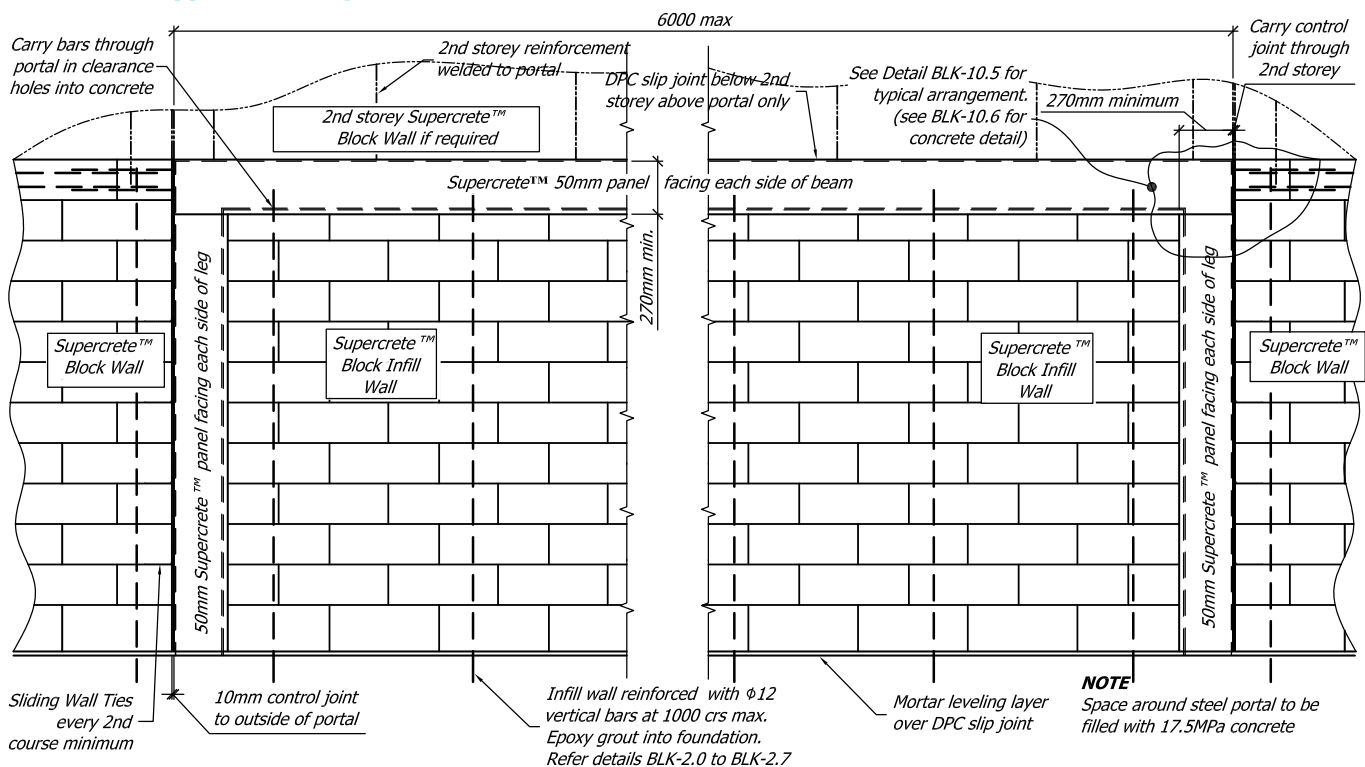 6000 max
Carry bars through
portal in clearance
holes into concrete
2nd storey reinforcement
welded to portal
2nd storey Supercrete™
Block Wall if required
DPC slip joint below 2nd
storey above portal only
See Detail BLK-10.5 for
typical arrangement.
(see BLK-10.6 for
concrete detail)
270mm minimum
Carry control
joint through
2nd storey
Supercrete™ 50mm panel facing each side of beam
270mm min.
Supercrete™
Block Wall
50mm Supercrete™ panel facing each side of leg
Supercrete™
Block Infill
Wall
Supercrete™
Block Infill
Wall
50mm Supercrete™ panel facing each side of leg
Supercrete™
Block Wall
Sliding Wall Ties
every 2nd
course minimum
10mm control joint
to outside of portal
Infill wall reinforced with Φ12
vertical bars at 1000 crs max.
Epoxy grout into foundation.
Refer details BLK-2.0 to BLK-2.7
Mortar leveling layer
over DPC slip joint
NOTE
Space around steel portal to be
filled with 17.5MPa concrete